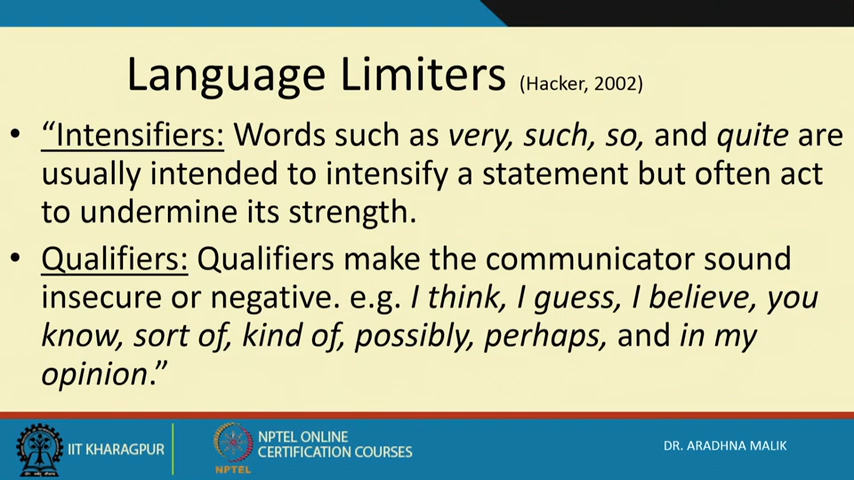 Language Limiters (Hacker, 2002)
• “Intensifiers: Words such as very, such, so, and quite are
usually intended to intensify a statement but often act
to undermine its strength.
• Qualifiers: Qualifiers make the communicator sound
insecure or negative. e.g. I think, I guess, I believe, you
know, sort of, kind of, possibly, perhaps, and in my
opinion.”
IIT KHARAGPUR
NPTEL
NPTEL ONLINE
CERTIFICATION COURSES
DR. ARADHNA MALIK